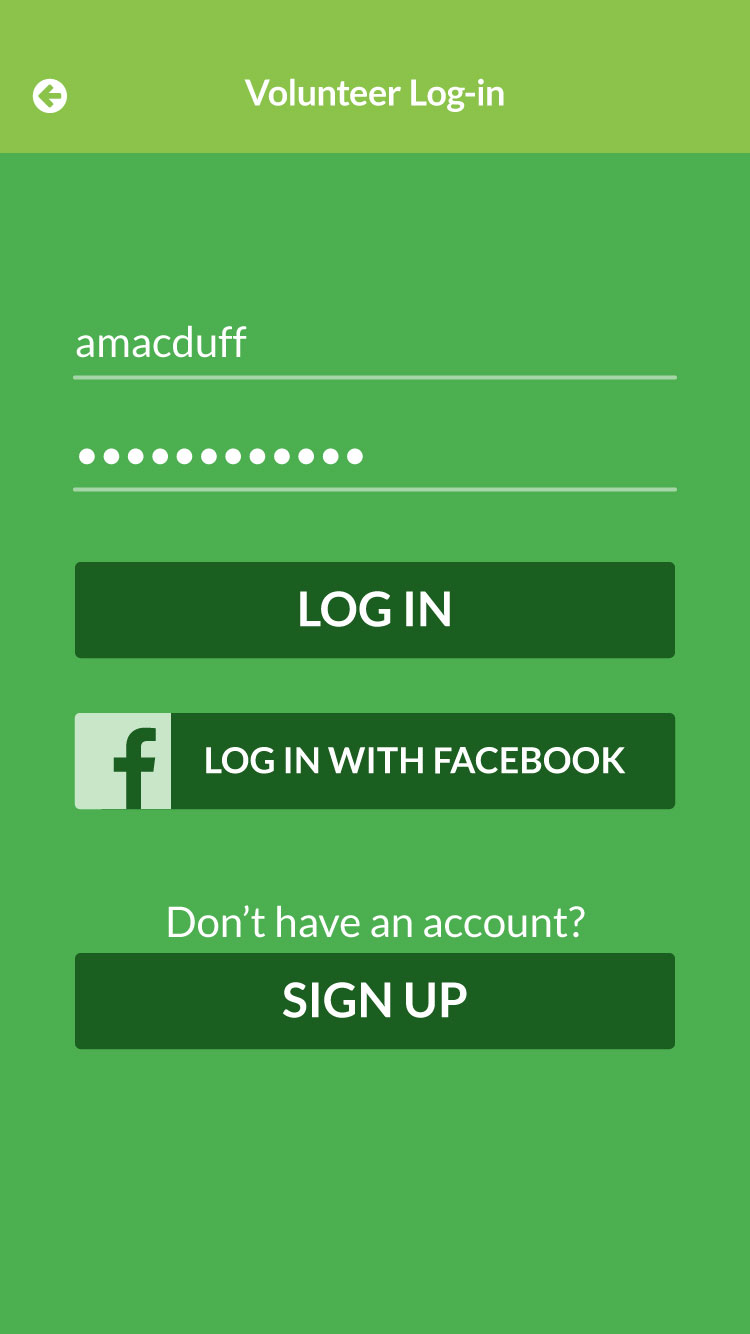 Volunteer Log-in
amacduff
●●●●●●●●●●●●
LOG IN
LOG IN WITH FACEBOOK
Don’t have an account?
SIGN UP